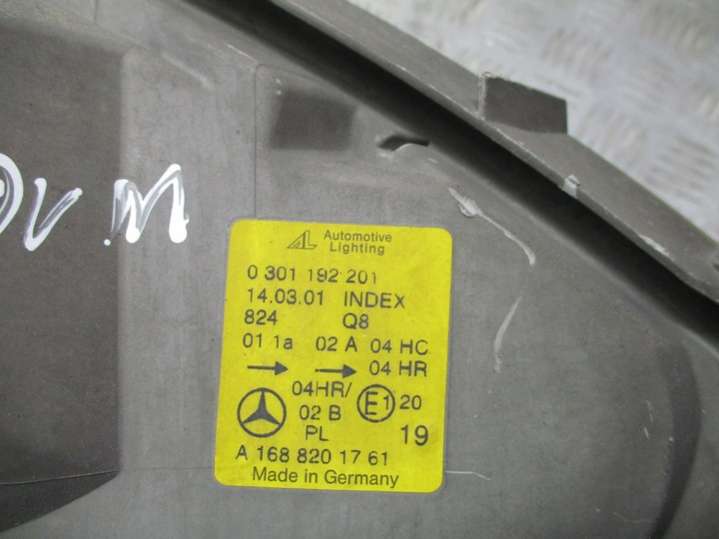 VM
Automotive
Lighting
0 301 192 201
14.03.01 INDEX
824 Q8
01 1a 02 A 04 HC
04 HR
04HR/
02 B E1 20
PL 19
A 168 820 17 61
Made in Germany